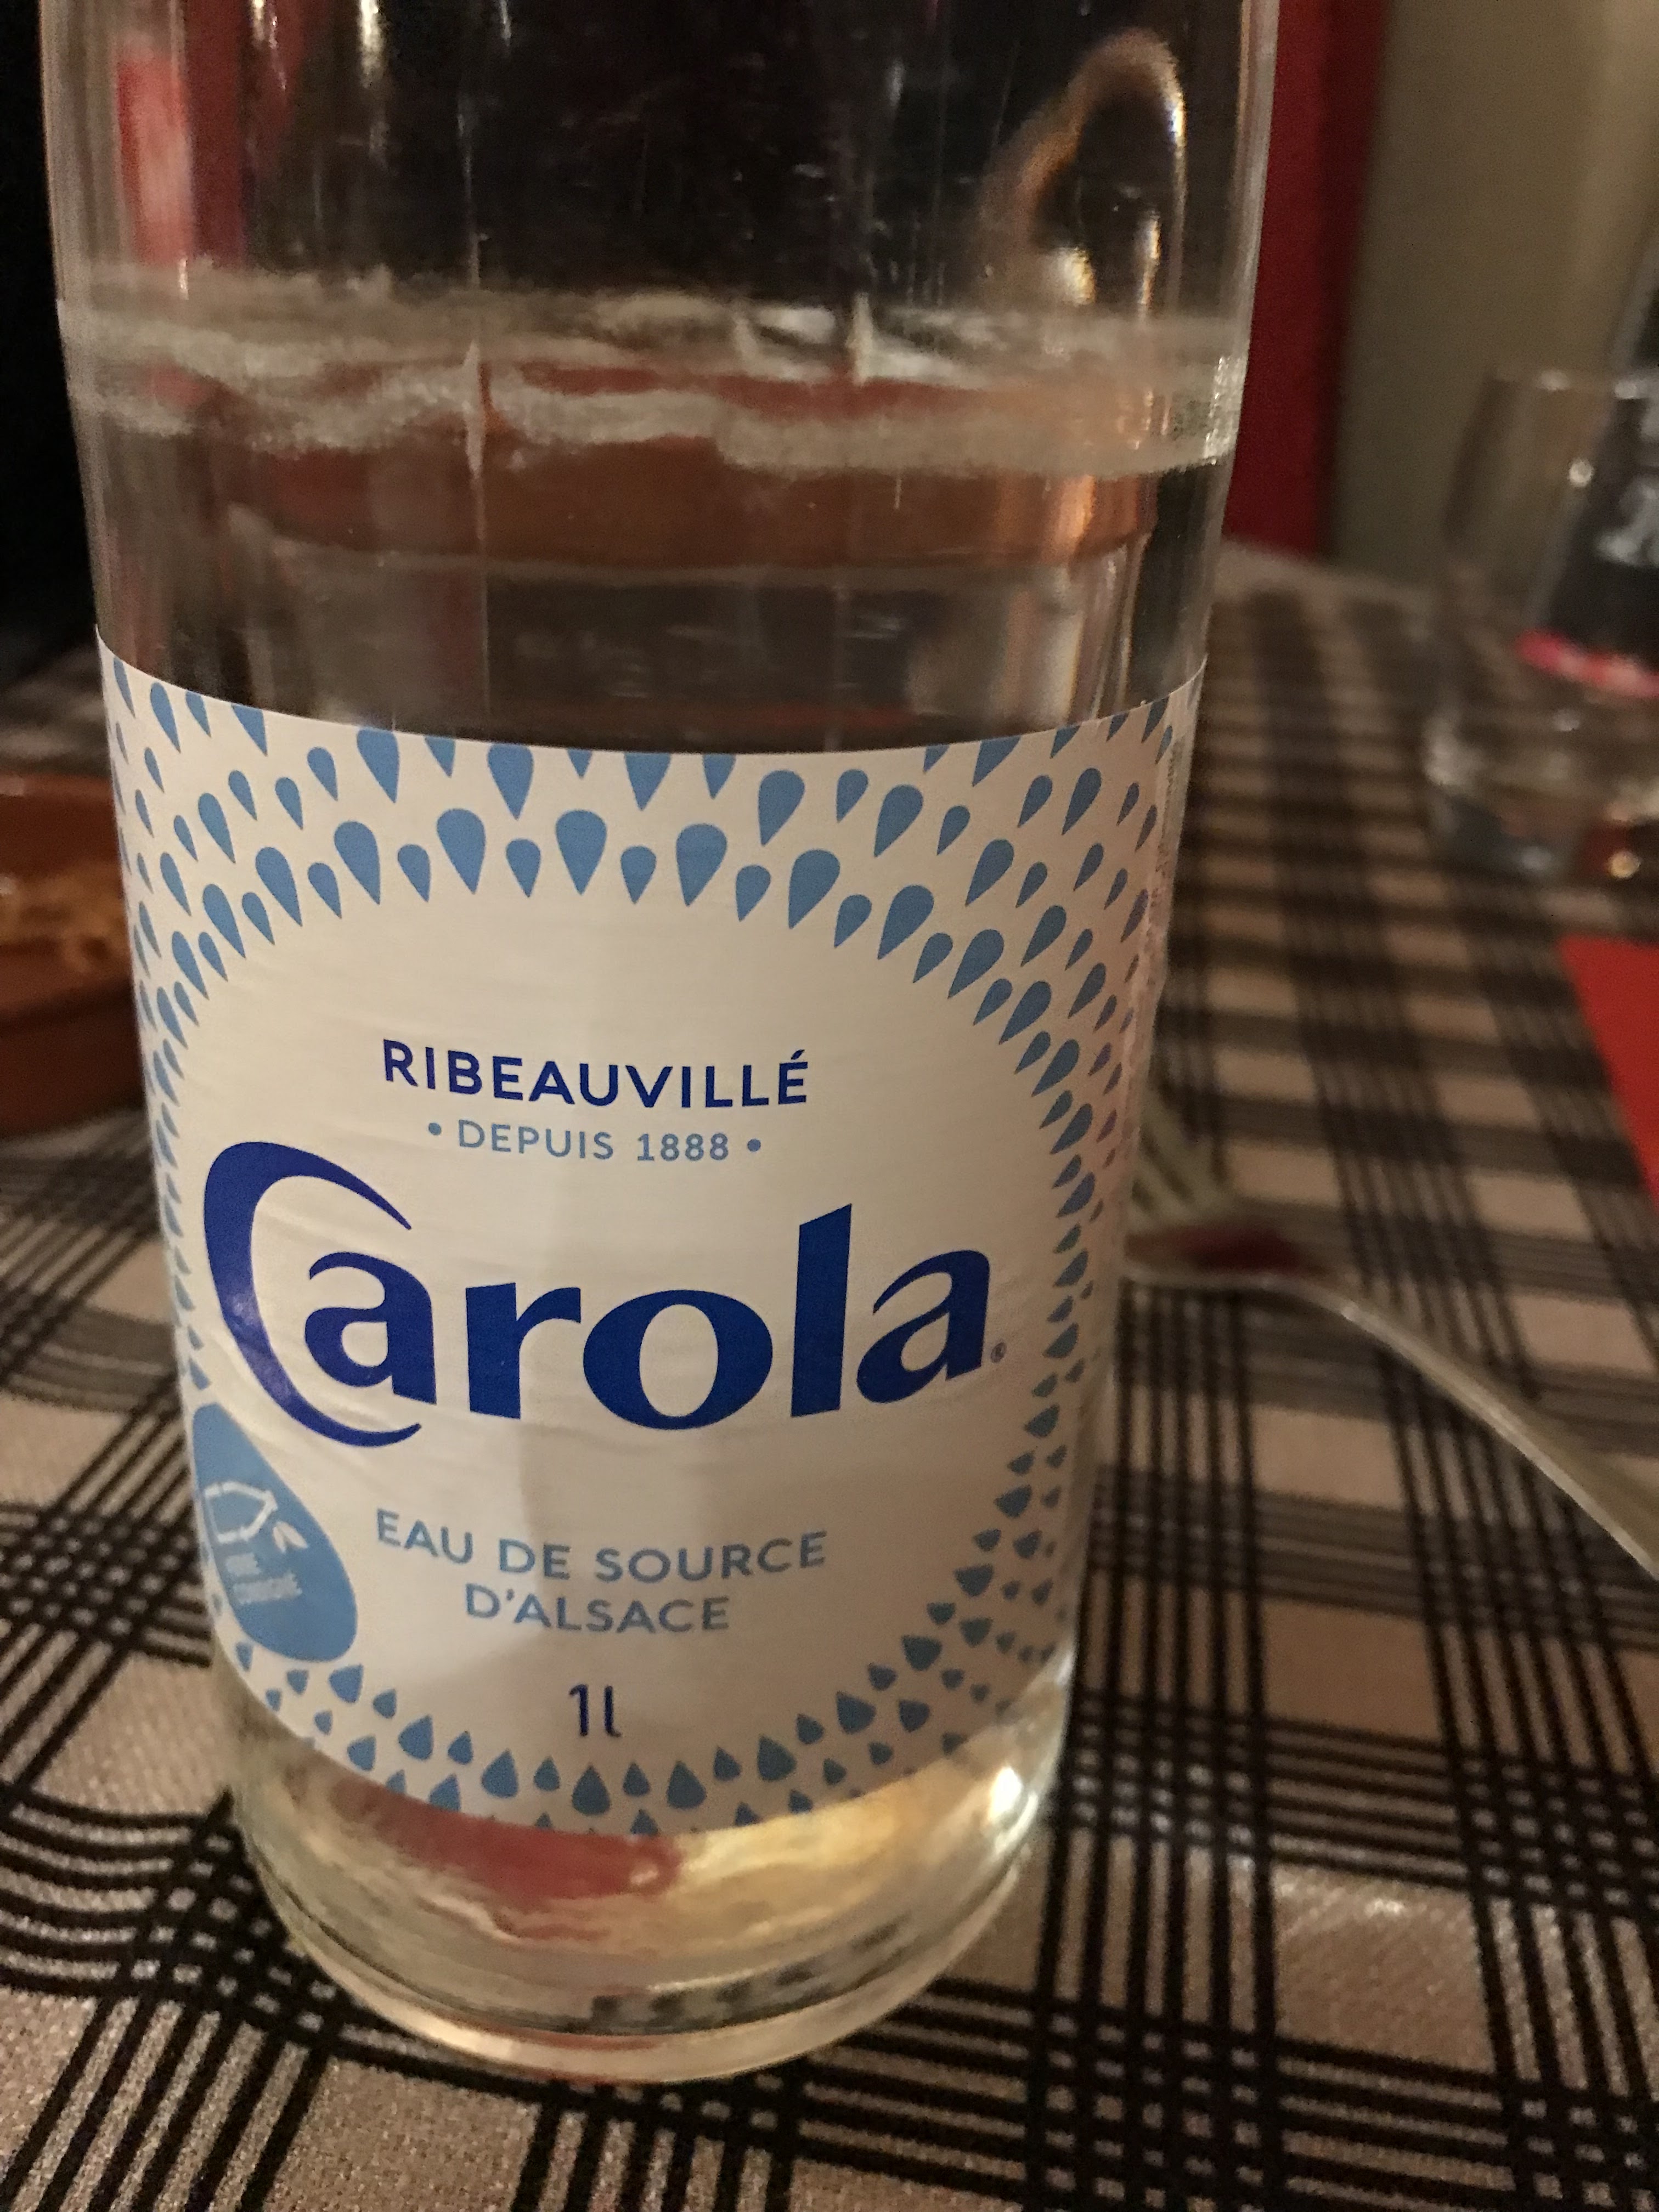 RIBEAUVILLÉ
• DEPUIS 1888 •
Carola®
EAU DE SOURCE
D'ALSACE
1l